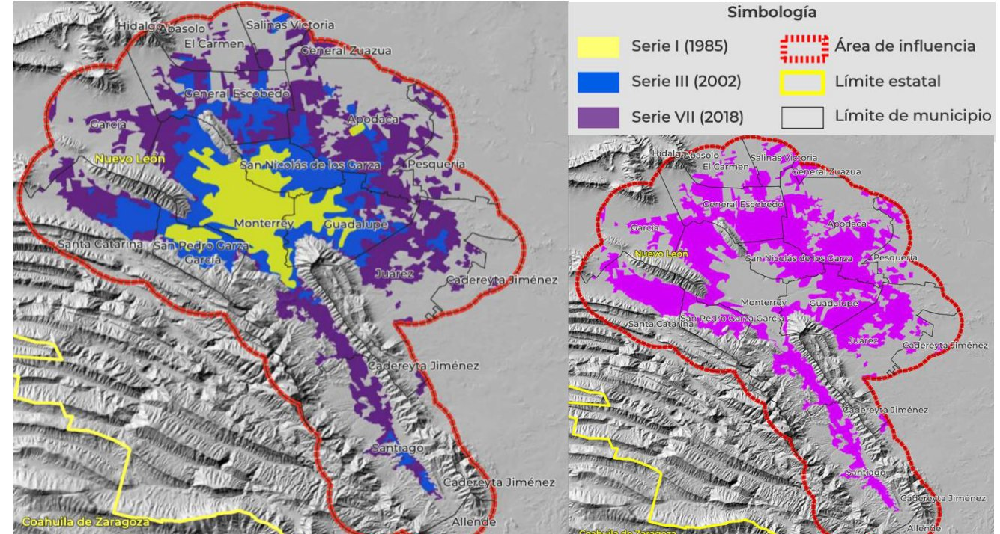 Hidalgo
Abasolo
Salinas Victoria
El Carmen
General Zuazua
General Escobedo
García
Apodaca
Nuevo León
San Nicolás de los Garza
Pesquería
Monterrey
Guadalupe
Santa Catarina
San Pedro Garza
García
Juárez
Cadereyta Jiménez
Cadereyta Jiménez
Santiago
Cadereyta Jiménez
Coahuila de Zaragoza
Allende
Simbología
Serie I (1985)
Área de influencia
Serie III (2002)
Límite estatal
Serie VII (2018)
Límite de municipio
Hidalgo
Abasolo
Salinas Victoria
El Carmen
General Zuazua
General Escobedo
García
Apodaca
Nuevo León
San Nicolás de los Garza
Pesquería
Monterrey
Guadalupe
San Pedro Garza García
Santa Catarina
Juárez
Cadereyta Jiménez
Cadereyta Jiménez
Santiago
Cadereyta Jiménez
Allende
Coahuila de Zaragoza